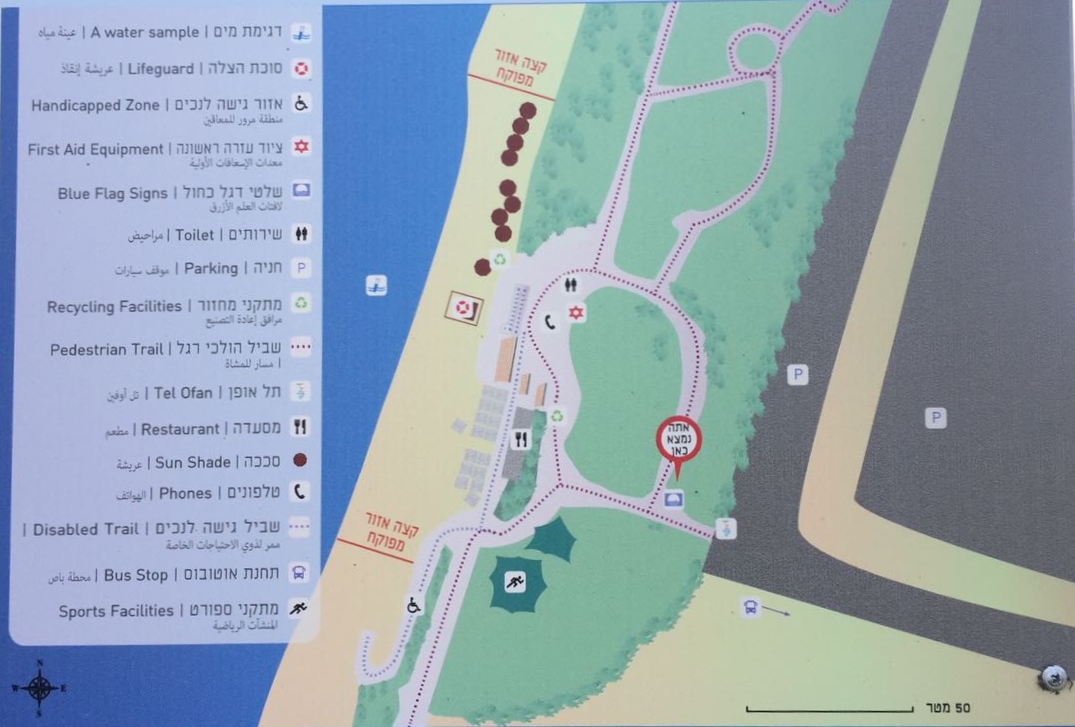 דגימת מים | A water sample | عينة مياه
סוכת הצלה | Lifeguard | عريشة إنقاذ
אזור גישה לנכים | Handicapped Zone
منطقة مرور للمعاقين
ציוד עזרה ראשונה | First Aid Equipment
معدات الإسعافات الأولية
שלטי דגל כחול | Blue Flag Signs
لافتات العلم الأزرق
שירותים | Toilet | مراحيض
חניה | Parking | موقف سيارات
מתקני מחזור | Recycling Facilities
مرافق إعادة التصنيع
שביל הולכי רגל | Pedestrian Trail
مسار للمشاة |
תל אופן | Tel Ofan | تل أوفين
מסעדה | Restaurant | مطعم
סככה | Sun Shade | عريشة
טלפונים | Phones | الهواتف
שביל גישה לנכים | Disabled Trail |
ممر لذوي الاحتياجات الخاصة
תחנת אוטובוס | Bus Stop | محطة باص
מתקני ספורט | Sports Facilities
المنشآت الرياضية
P
N
W E
S
קצה אזור
מפוקח
קצה אזור
מפוקח
אתה
נמצא
כאן
P
P
50 מטר